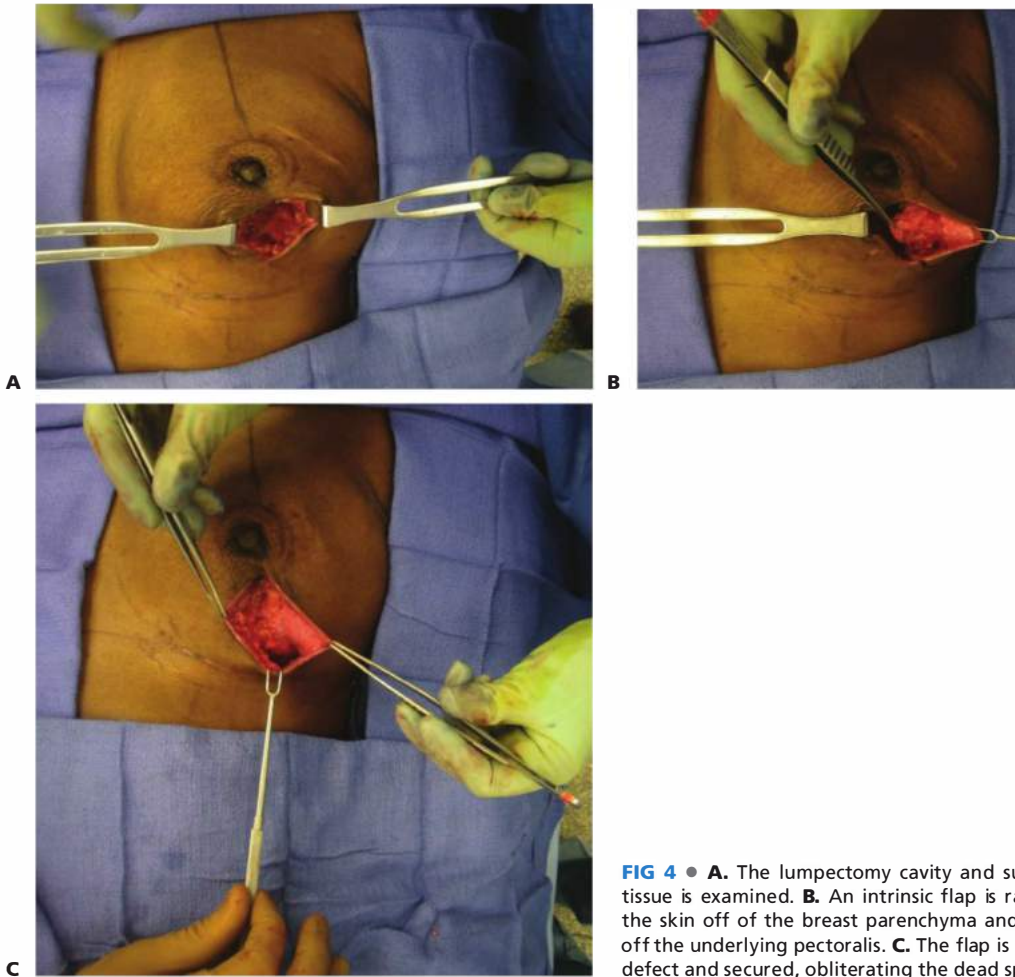 A
B
C
FIG 4 ● A. The lumpectomy cavity and
tissue is examined. B. An intrinsic flap is
the skin off of the breast parenchyma and
off the underlying pectoralis. C. The flap is
defect and secured, obliterating the dead